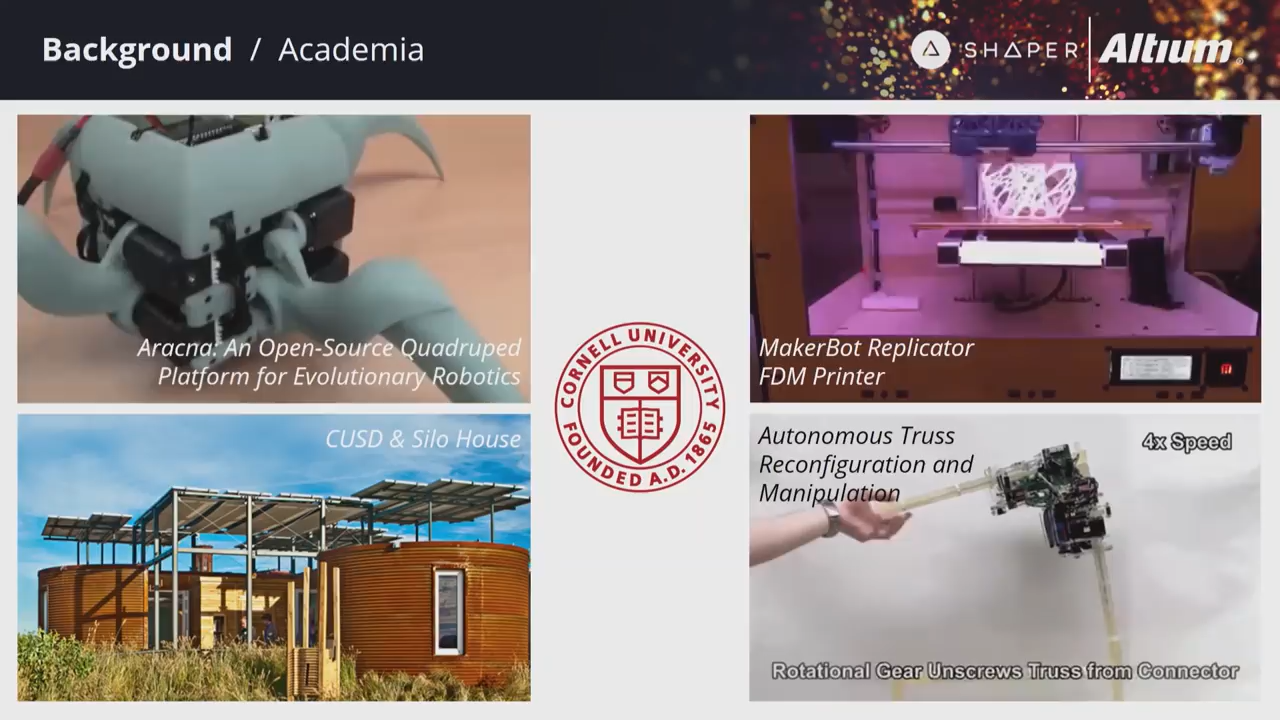 Background / Academia
SHAPER
Altium®
Aracna: An Open-Source Quadruped
Platform for Evolutionary Robotics
MakerBot Replicator
FDM Printer
CORNELL UNIVERSITY
FOUNDED A.D. 1865
CUSD & Silo House
Autonomous Truss
Reconfiguration and
Manipulation
4x Speed
Rotational Gear Unscrews Truss from Connector